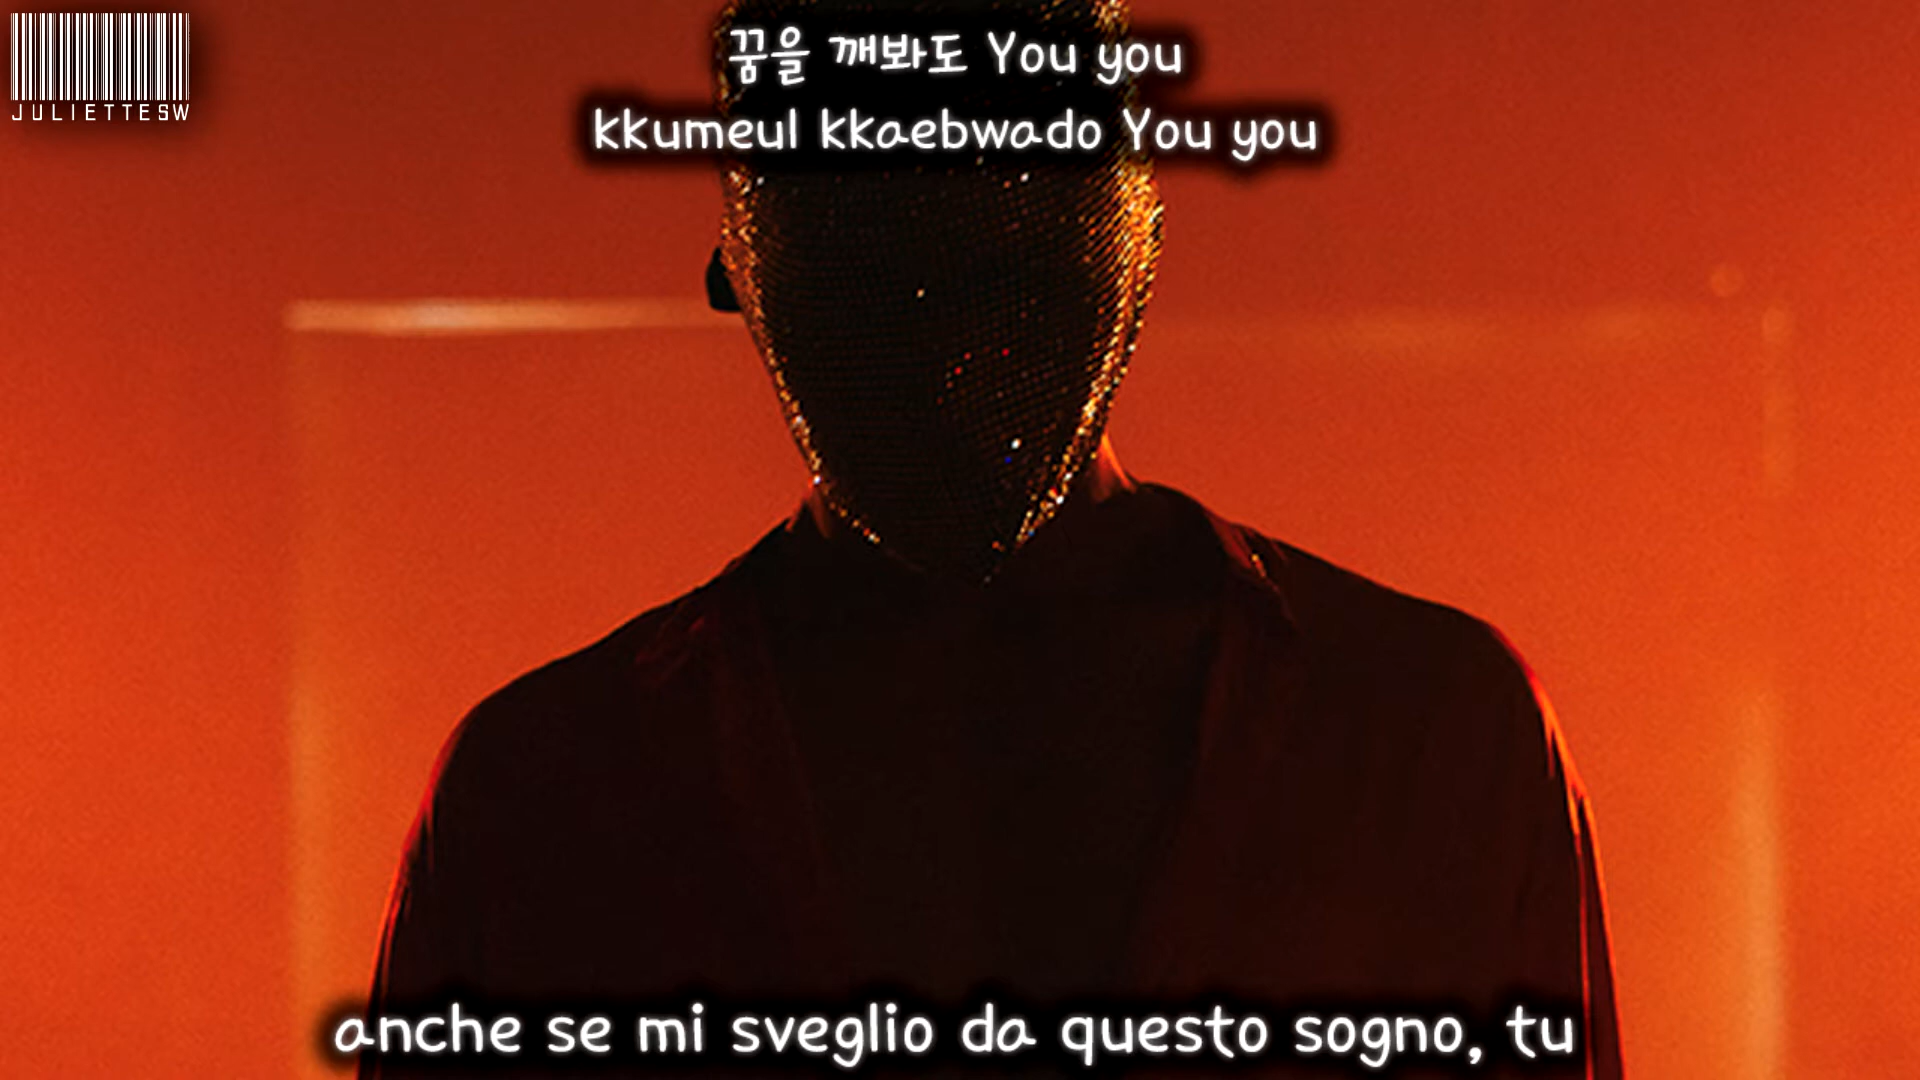 JULIETTESW
꿈을 깨봐도 You you
kkumeul kkaebwado You you
anche se mi sveglio da questo sogno, tu